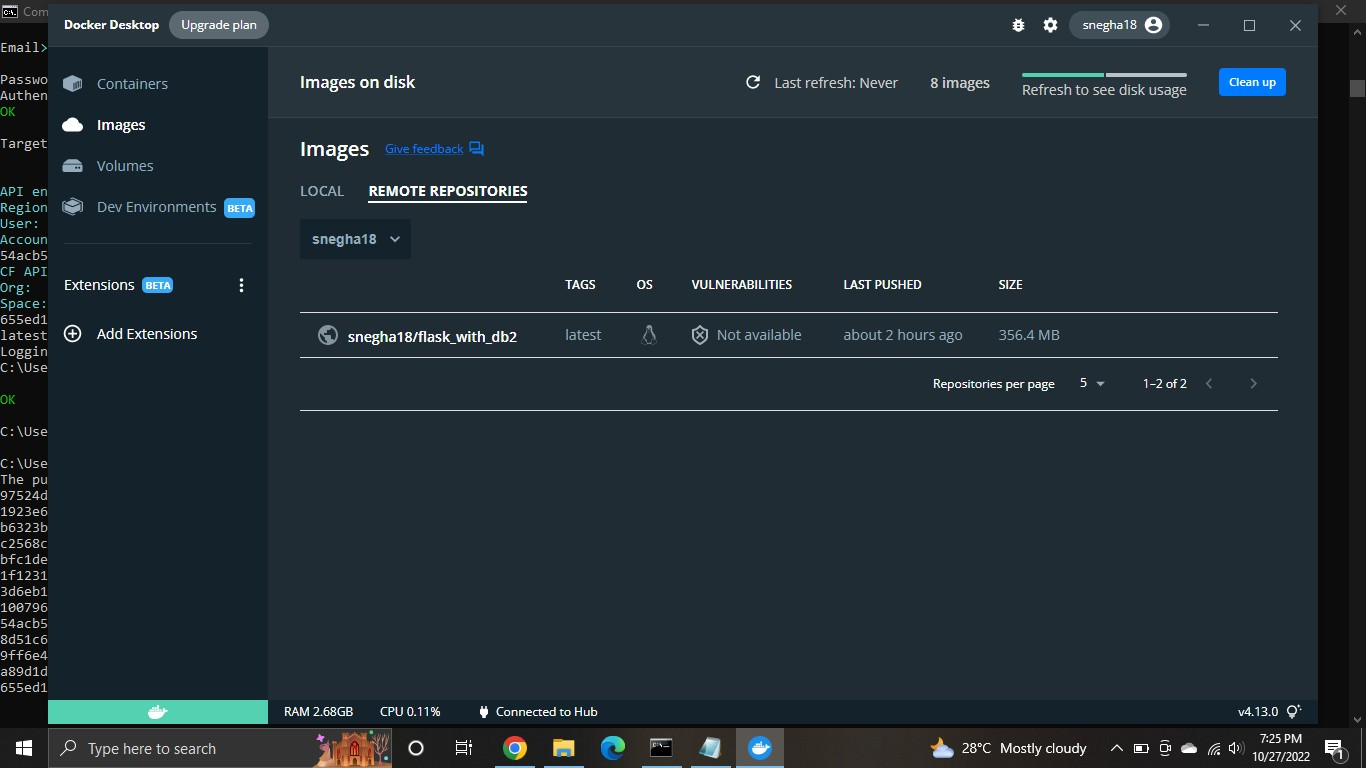 Com
Docker Desktop Upgrade plan snegha18
Email>
Passwo
Authen
OK
Target
API en
Region
User:
Accoun
54acb5
CF API
Org:
Space:
655ed1
latest
Loggin
C:\Use
OK
C:\Use
C:\Use
The pu
97524d
1923e6
b6323b
c2568c
bfc1de
1f1231
3d6eb1
100796
54acb5
8d51c6
9ff6e4
a89d1d
655ed1
Containers
Images
Volumes
Dev Environments BETA
Extensions BETA
Add Extensions
Images on disk Last refresh: Never 8 images Refresh to see disk usage Clean up
Images Give feedback
LOCAL REMOTE REPOSITORIES
snegha18
TAGS OS VULNERABILITIES LAST PUSHED SIZE
snegha18/flask_with_db2 latest Not available about 2 hours ago 356.4 MB
Repositories per page 5 1–2 of 2
RAM 2.68GB CPU 0.11% Connected to Hub v4.13.0
Type here to search 28°C Mostly cloudy 7:25 PM
10/27/2022 1